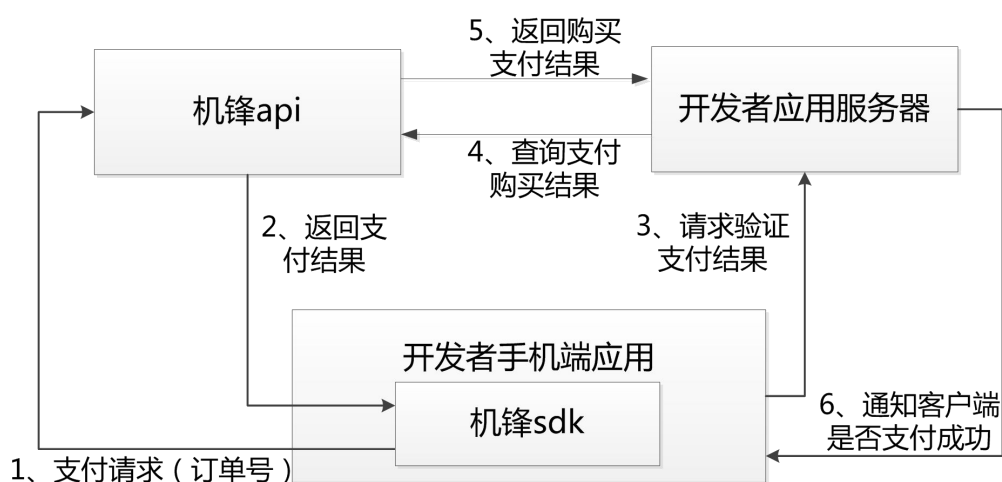 5、返回购买
支付结果
机锋api
开发者应用服务器
4、查询支付
购买结果
2、返回支
付结果
3、请求验证
支付结果
开发者手机端应用
机锋sdk
6、通知客户端
是否支付成功
1、支付请求（订单号）